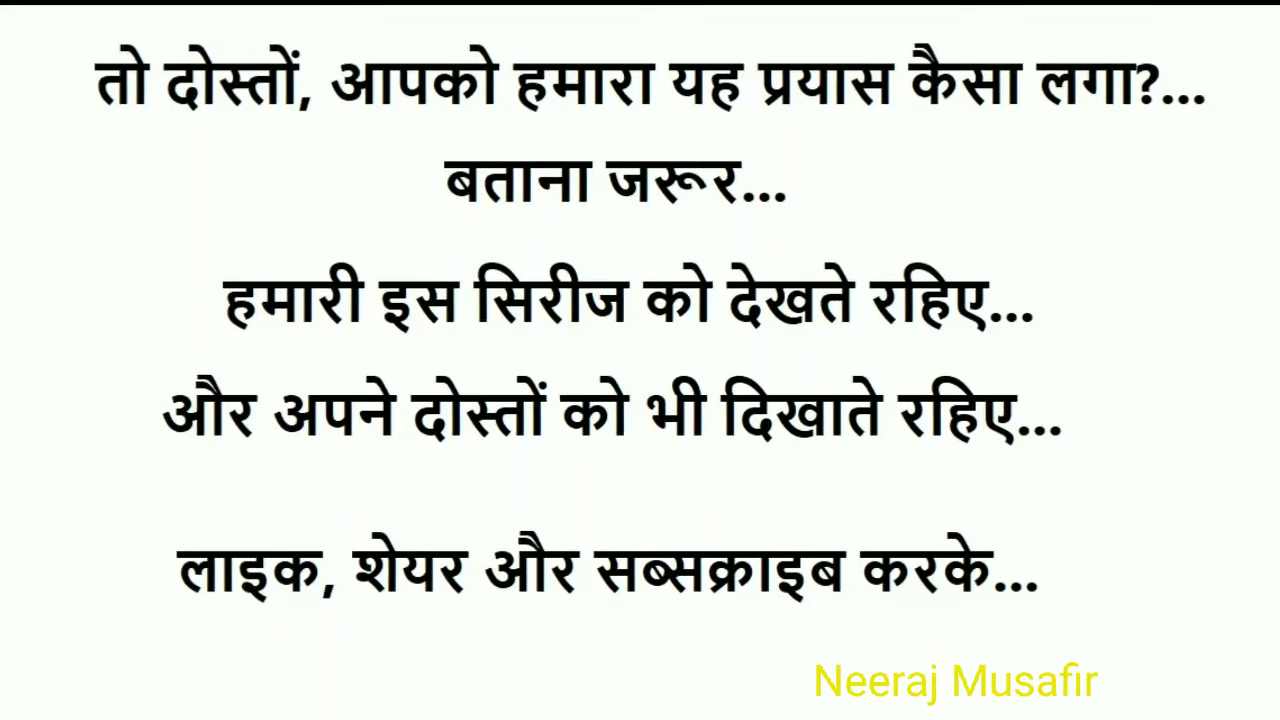 तो दोस्तों, आपको हमारा यह प्रयास कैसा लगा?...
बताना जरूर...
हमारी इस सिरीज को देखते रहिए...
और अपने दोस्तों को भी दिखाते रहिए...
लाइक, शेयर और सब्सक्राइब करके...
Neeraj Musafir